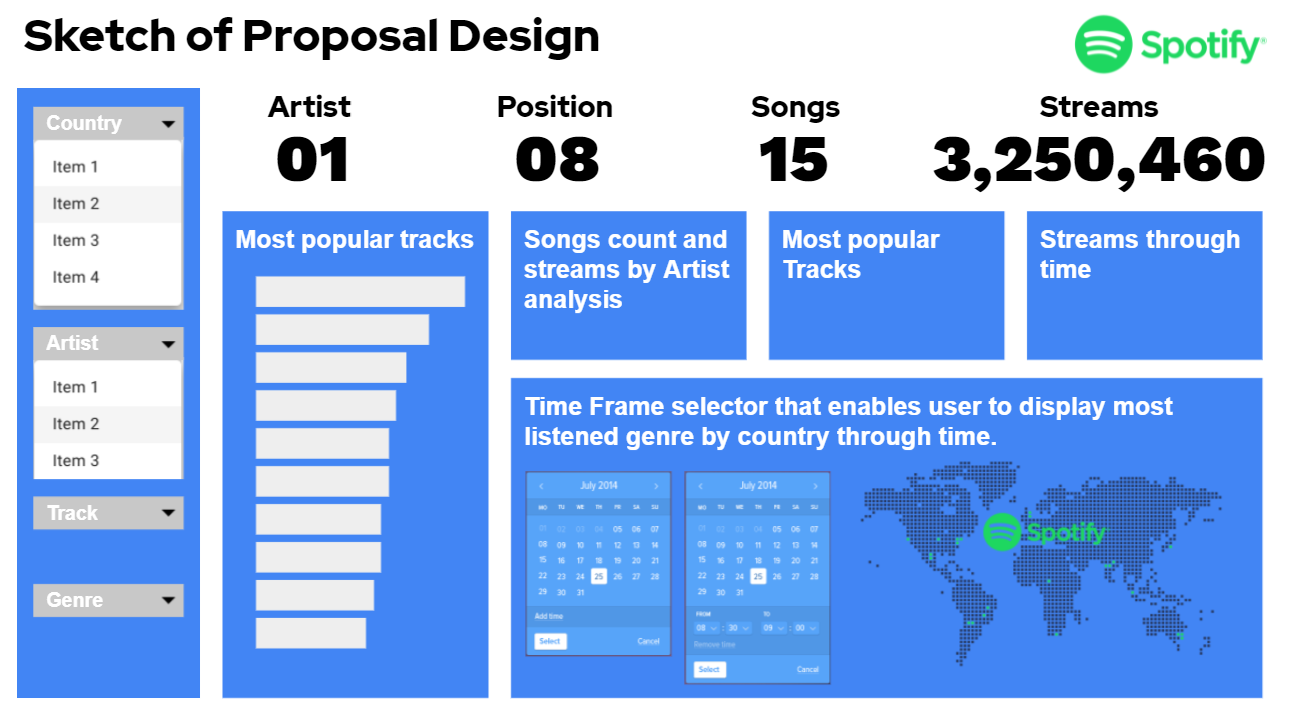 Sketch of Proposal Design
Spotify®
Country
Item 1
Item 2
Item 3
Item 4
Artist
Item 1
Item 2
Item 3
Track
Genre
Artist
01
Position
08
Songs
15
Streams
3,250,460
Most popular tracks
Songs count and
streams by Artist
analysis
Most popular
Tracks
Streams through
time
Time Frame selector that enables user to display most
listened genre by country through time.
July 2014
MO TU WE TH FR SA SU
01 02 03 04 05 06 07
08 09 10 11 12 13 14
15 16 17 18 19 20 21
22 23 24 25 26 27 28
29 30 31
Add time
Select Cancel
July 2014
MO TU WE TH FR SA SU
01 02 03 04 05 06 07
08 09 10 11 12 13 14
15 16 17 18 19 20 21
22 23 24 25 26 27 28
29 30 31
FROM TO
08 : 30 09 : 00
Remove time
Select Cancel
Spotify